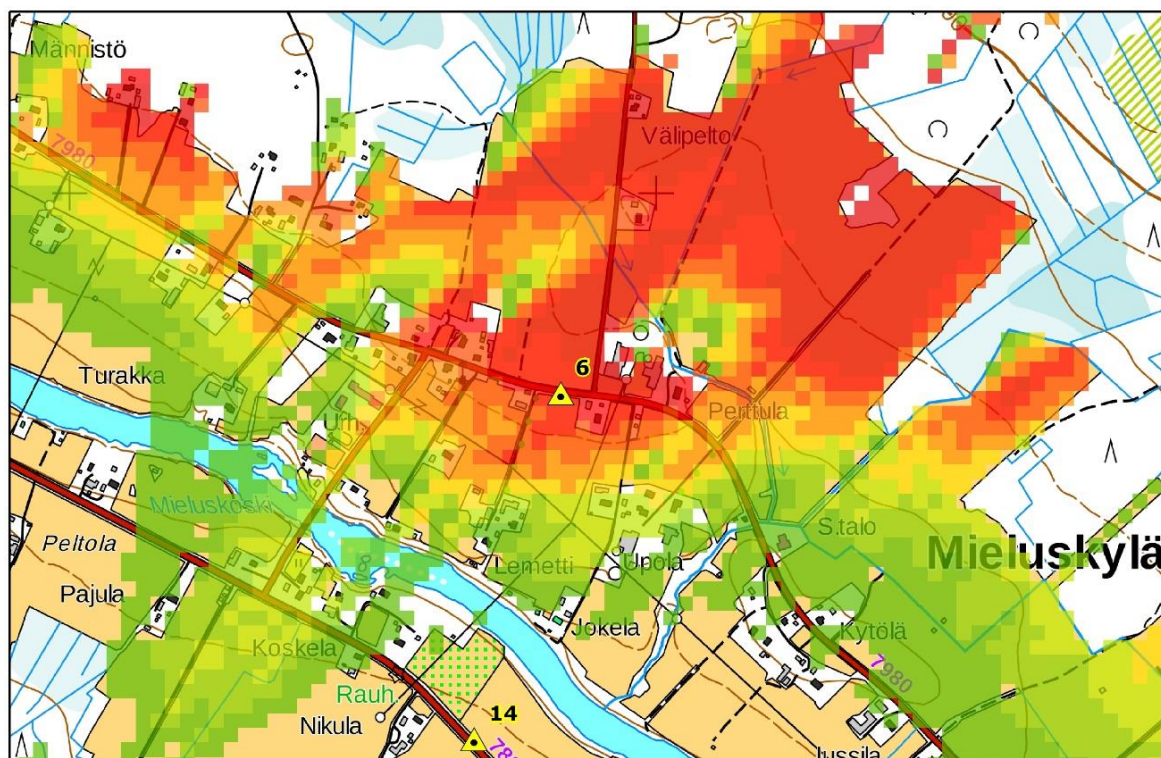 Männistö
7980
Välipelto
6
Turakka
Urh.
Perttula
Mieluskoski
Peltola
Lemetti
Upola
S.talo
Mieluskylä
Pajula
Jokela
Kytölä
Koskela
7980
Rauh.
Nikula
14
Jussila